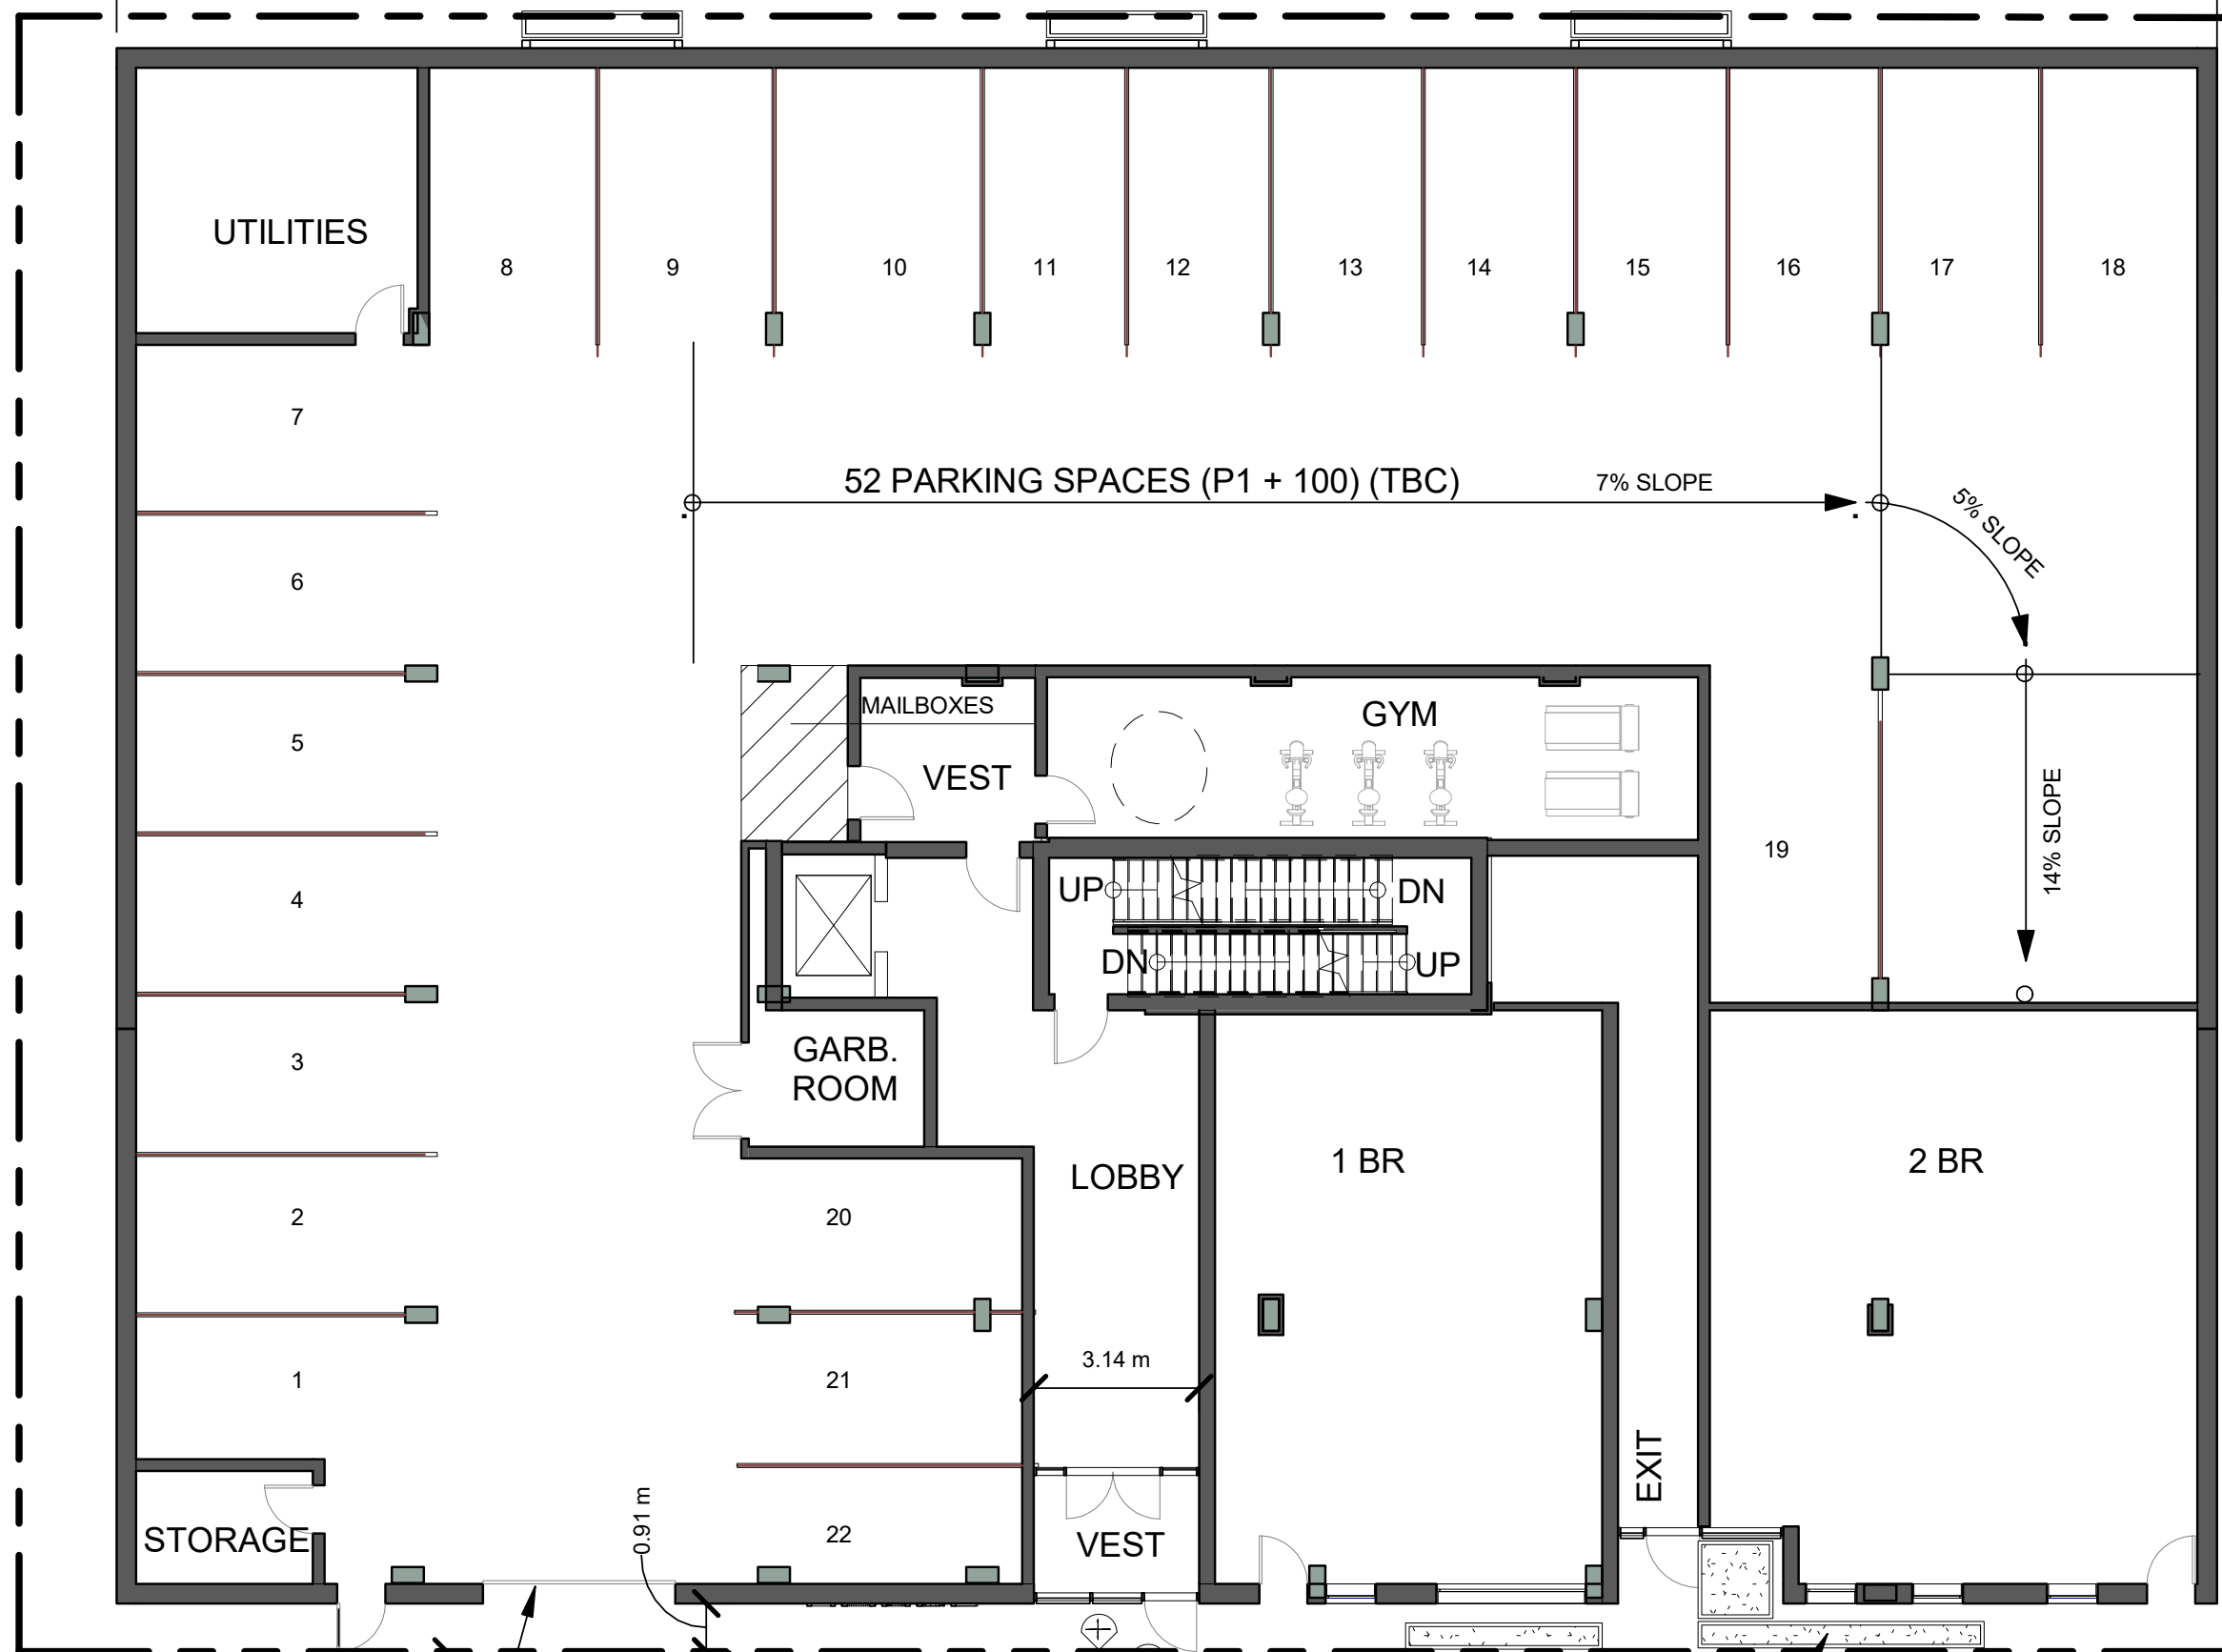 UTILITIES
8
9
10
11
12
13
14
15
16
17
18
7
52 PARKING SPACES (P1 + 100) (TBC)
7% SLOPE
5% SLOPE
6
MAILBOXES
GYM
5
VEST
14% SLOPE
19
4
UP
DN
DN
UP
3
GARB.
ROOM
LOBBY
1 BR
2 BR
2
20
3.14 m
1
21
EXIT
0.91 m
STORAGE
22
VEST